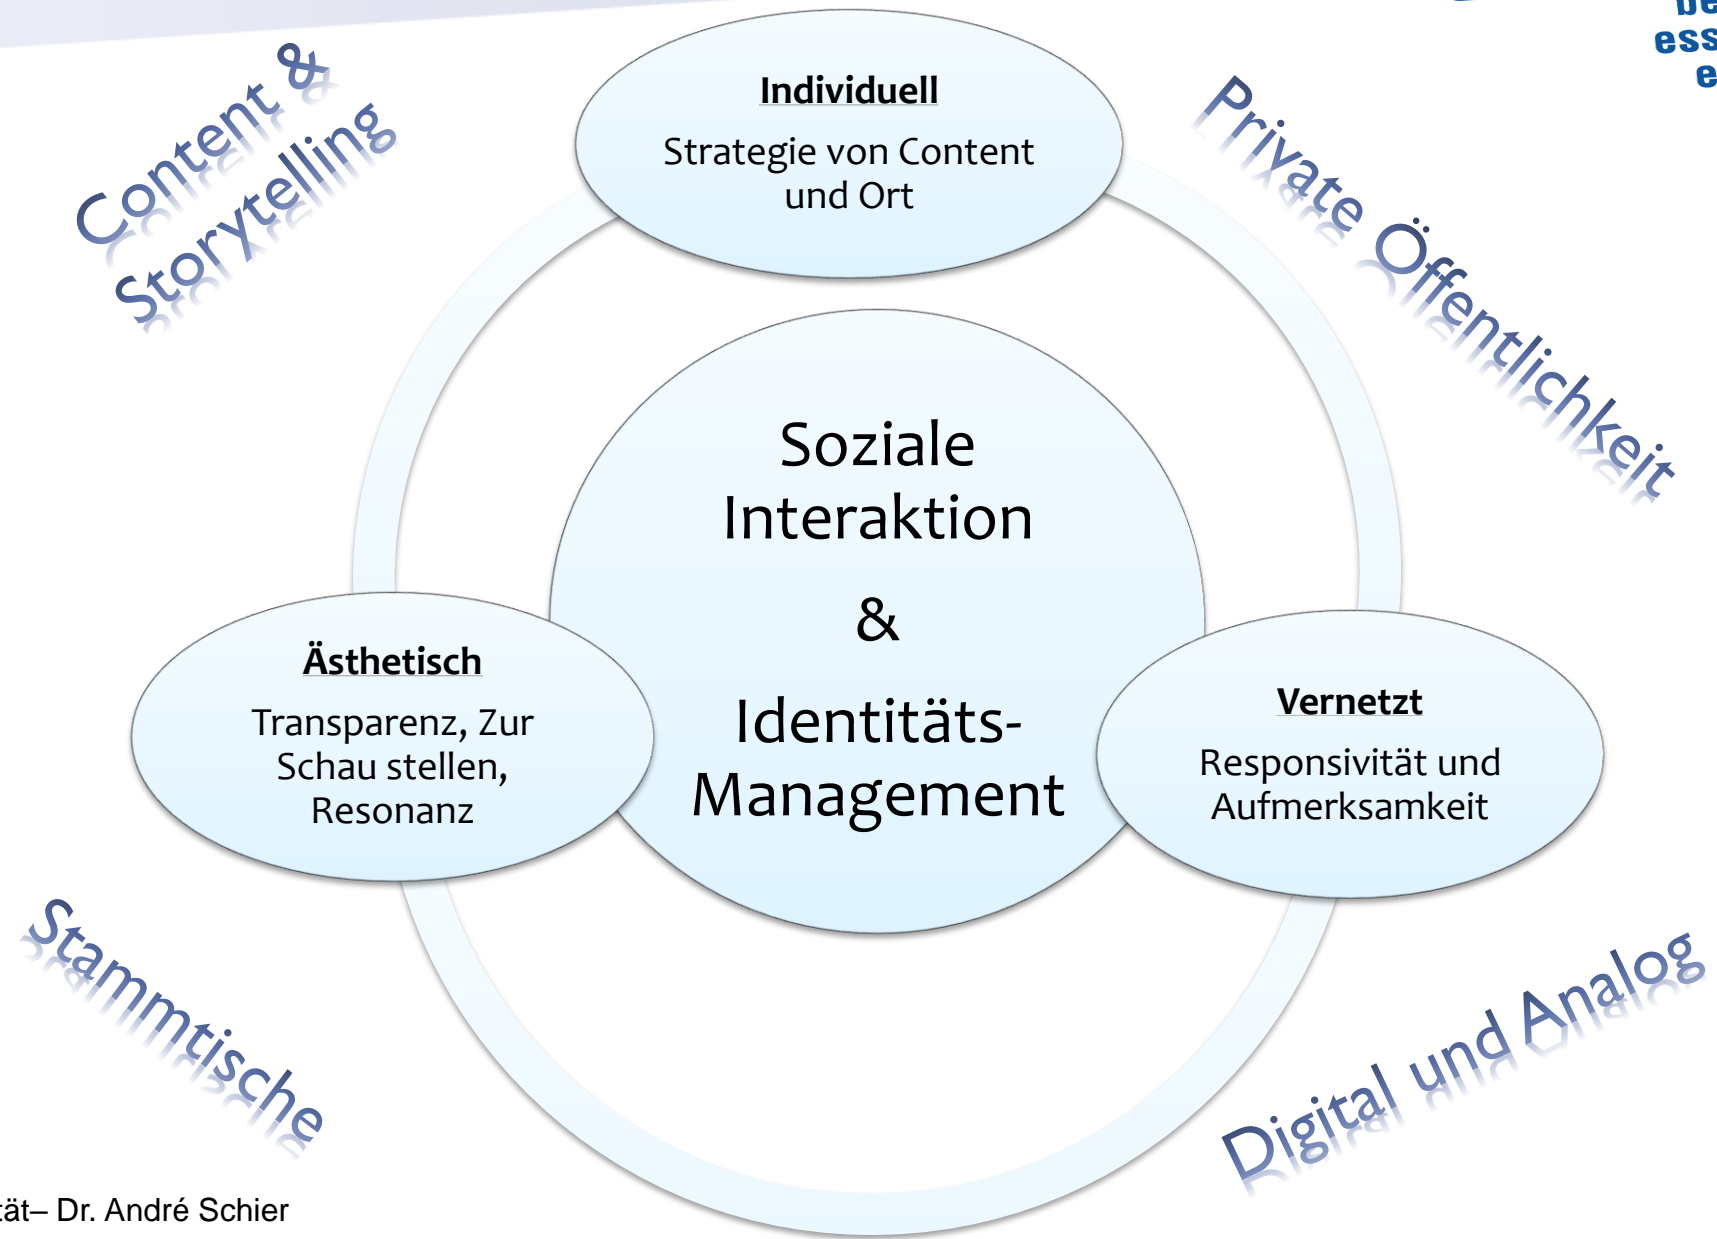 Content &
Storytelling
Individuell
Strategie von Content
und Ort
Private Öffentlichkeit
Soziale
Interaktion
&
Identitäts-
Management
Ästhetisch
Transparenz, Zur
Schau stellen,
Resonanz
Vernetzt
Responsivität und
Aufmerksamkeit
Stammtische
Digital und Analog
tät– Dr. André Schier